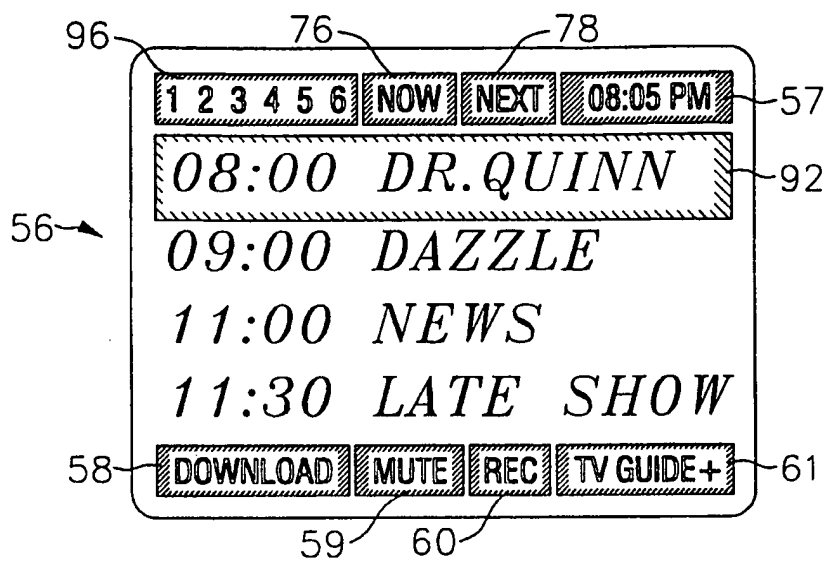 96 76 78
1 2 3 4 5 6 NOW NEXT 08:05 PM 57
08:00 DR.QUINN 92
56
09:00 DAZZLE
11:00 NEWS
11:30 LATE SHOW
58 DOWNLOAD MUTE REC TV GUIDE+ 61
59 60